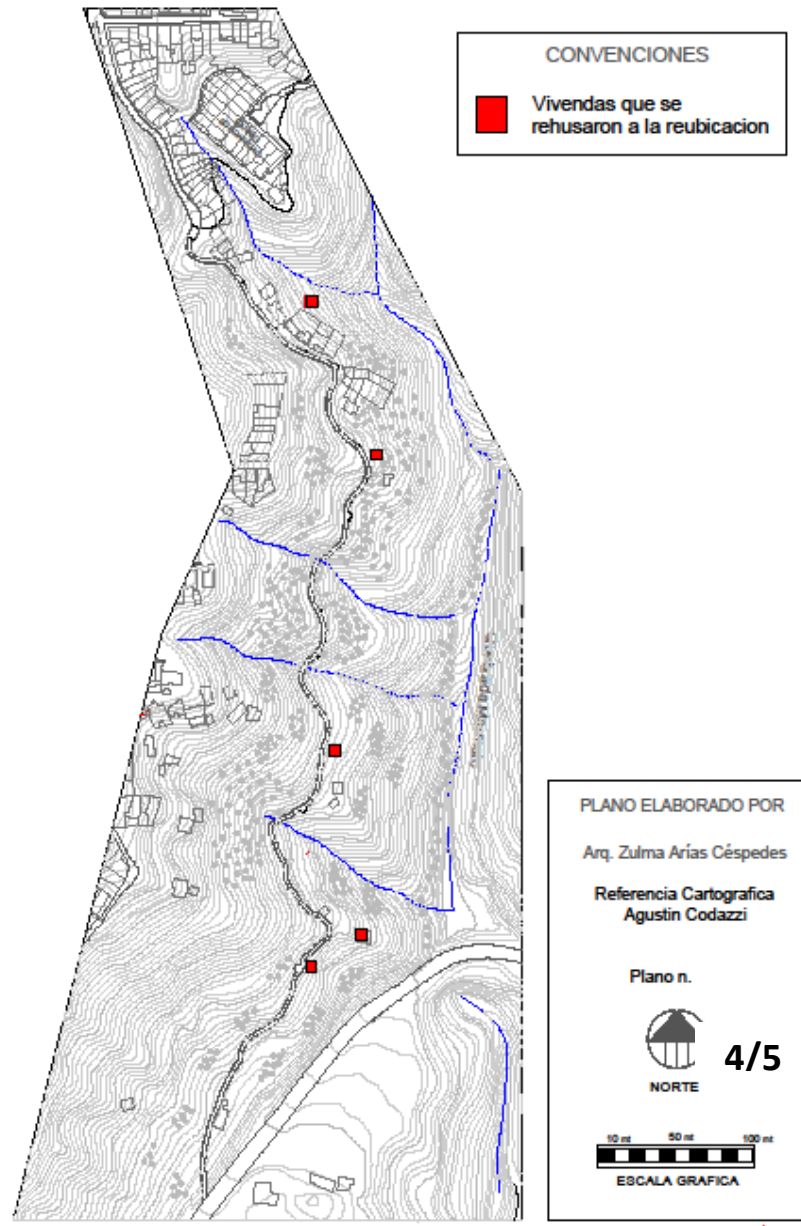 CONVENCIONES
Vivendas que se
rehusaron a la reubicacion
PLANO ELABORADO POR
Arq. Zulma Arías Céspedes
Referencia Cartografica
Agustin Codazzi
Plano n.
4/5
NORTE
10 mt 50 mt 100 mt
ESCALA GRAFICA